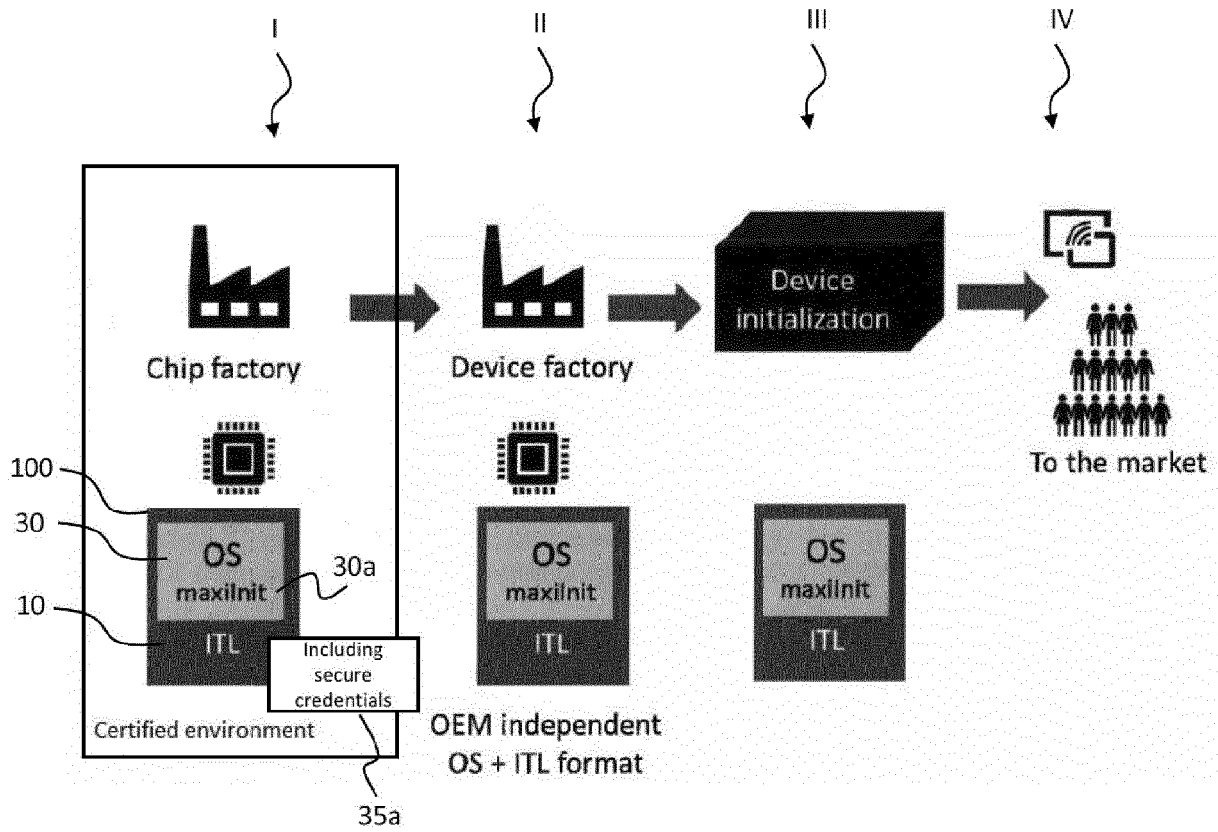 I
II
III
IV
Chip factory
Device factory
Device
initialization
To the market
100
30
10
OS
maxiInit
ITL
30a
Including
secure
credentials
Certified environment
35a
OS
maxiInit
ITL
OEM independent
OS + ITL format
OS
maxiInit
ITL